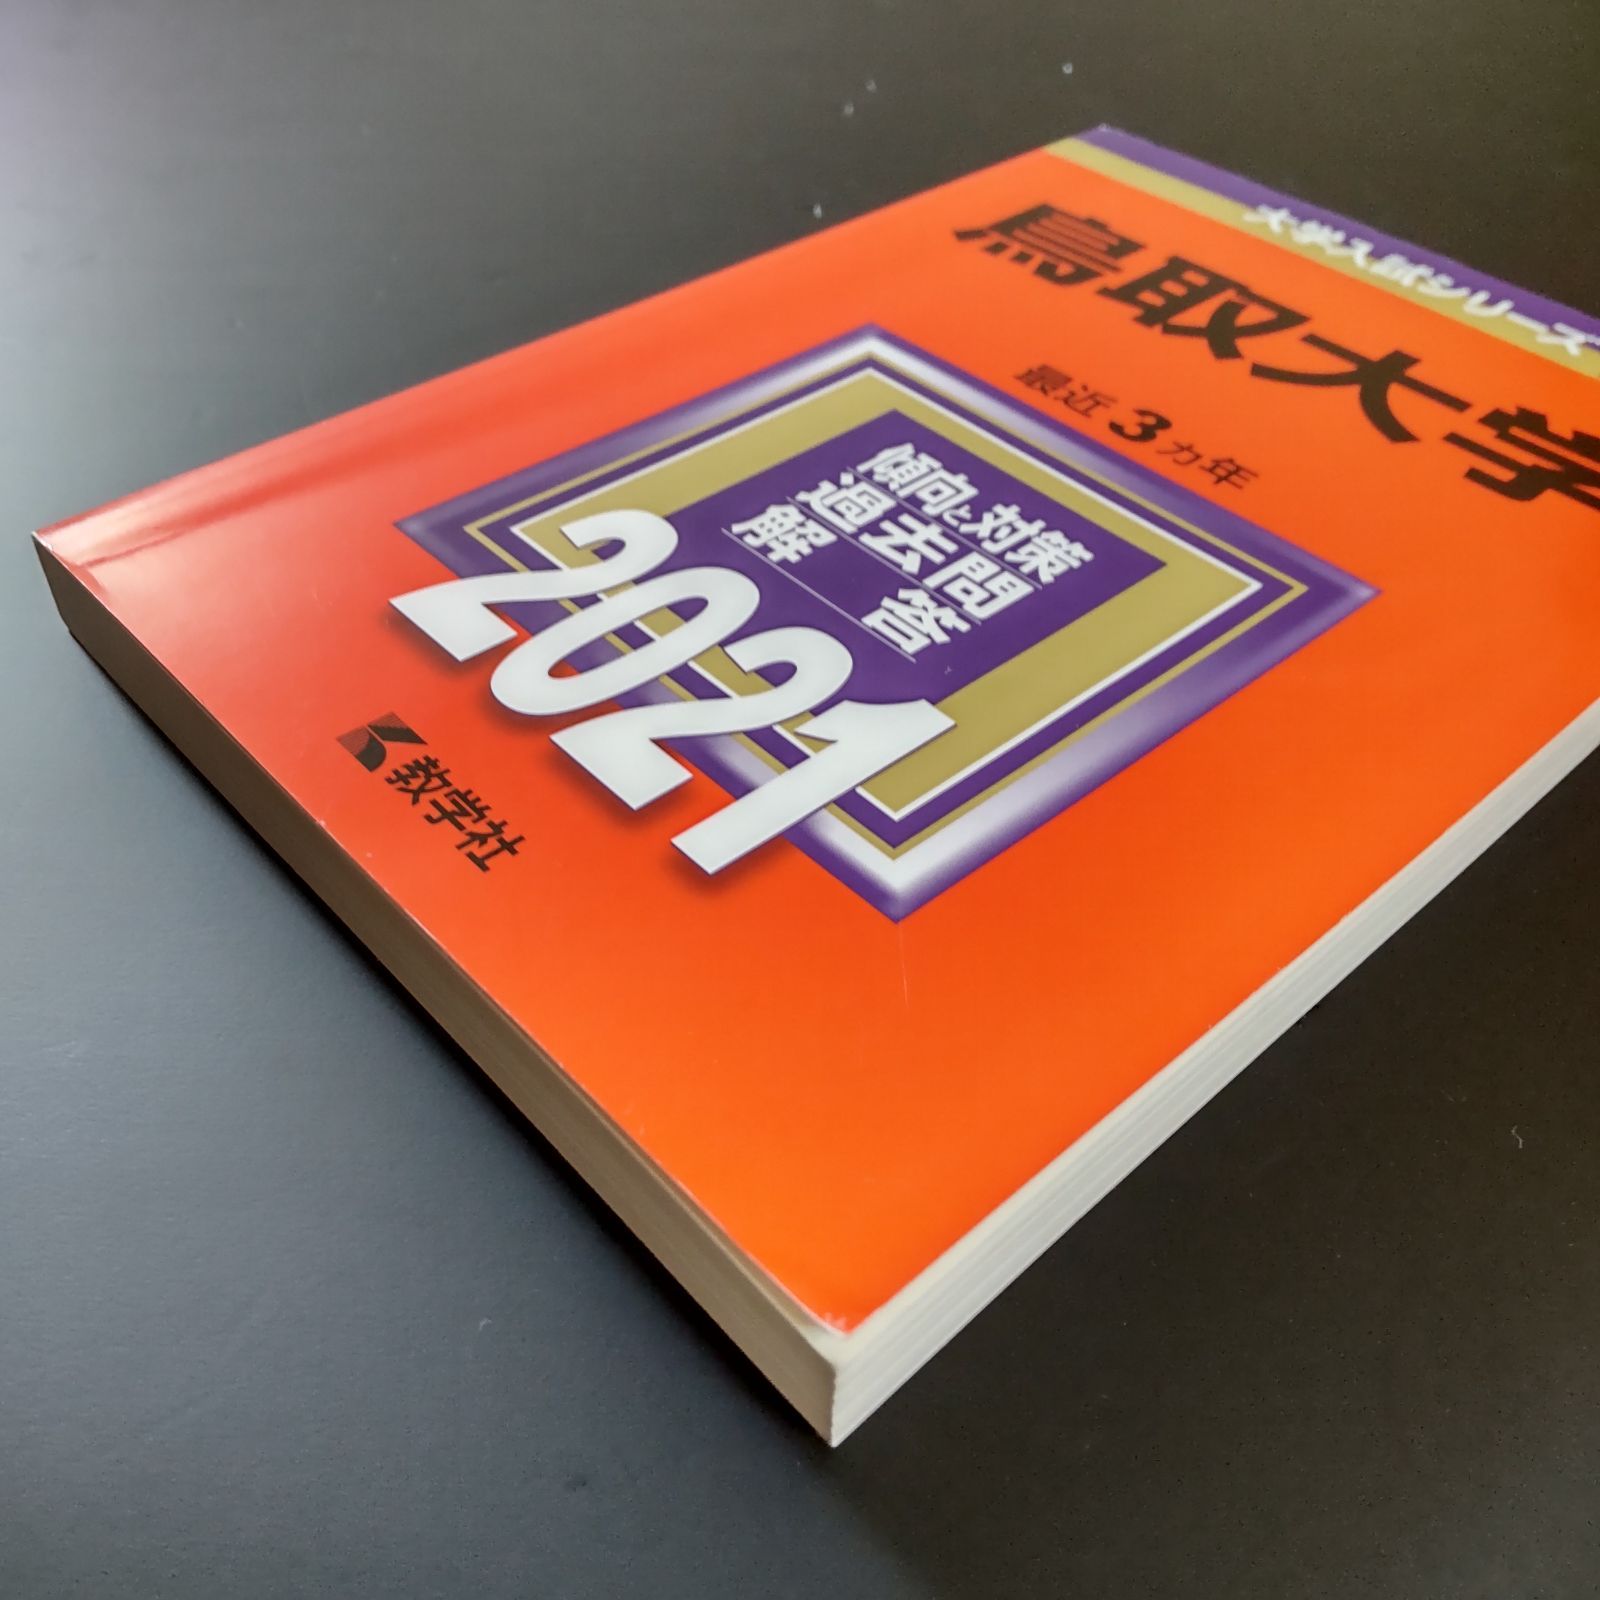 大学入試シリーズ
鳥取大学
最近3カ年
傾向と対策
過去問
解答
2021
教学社